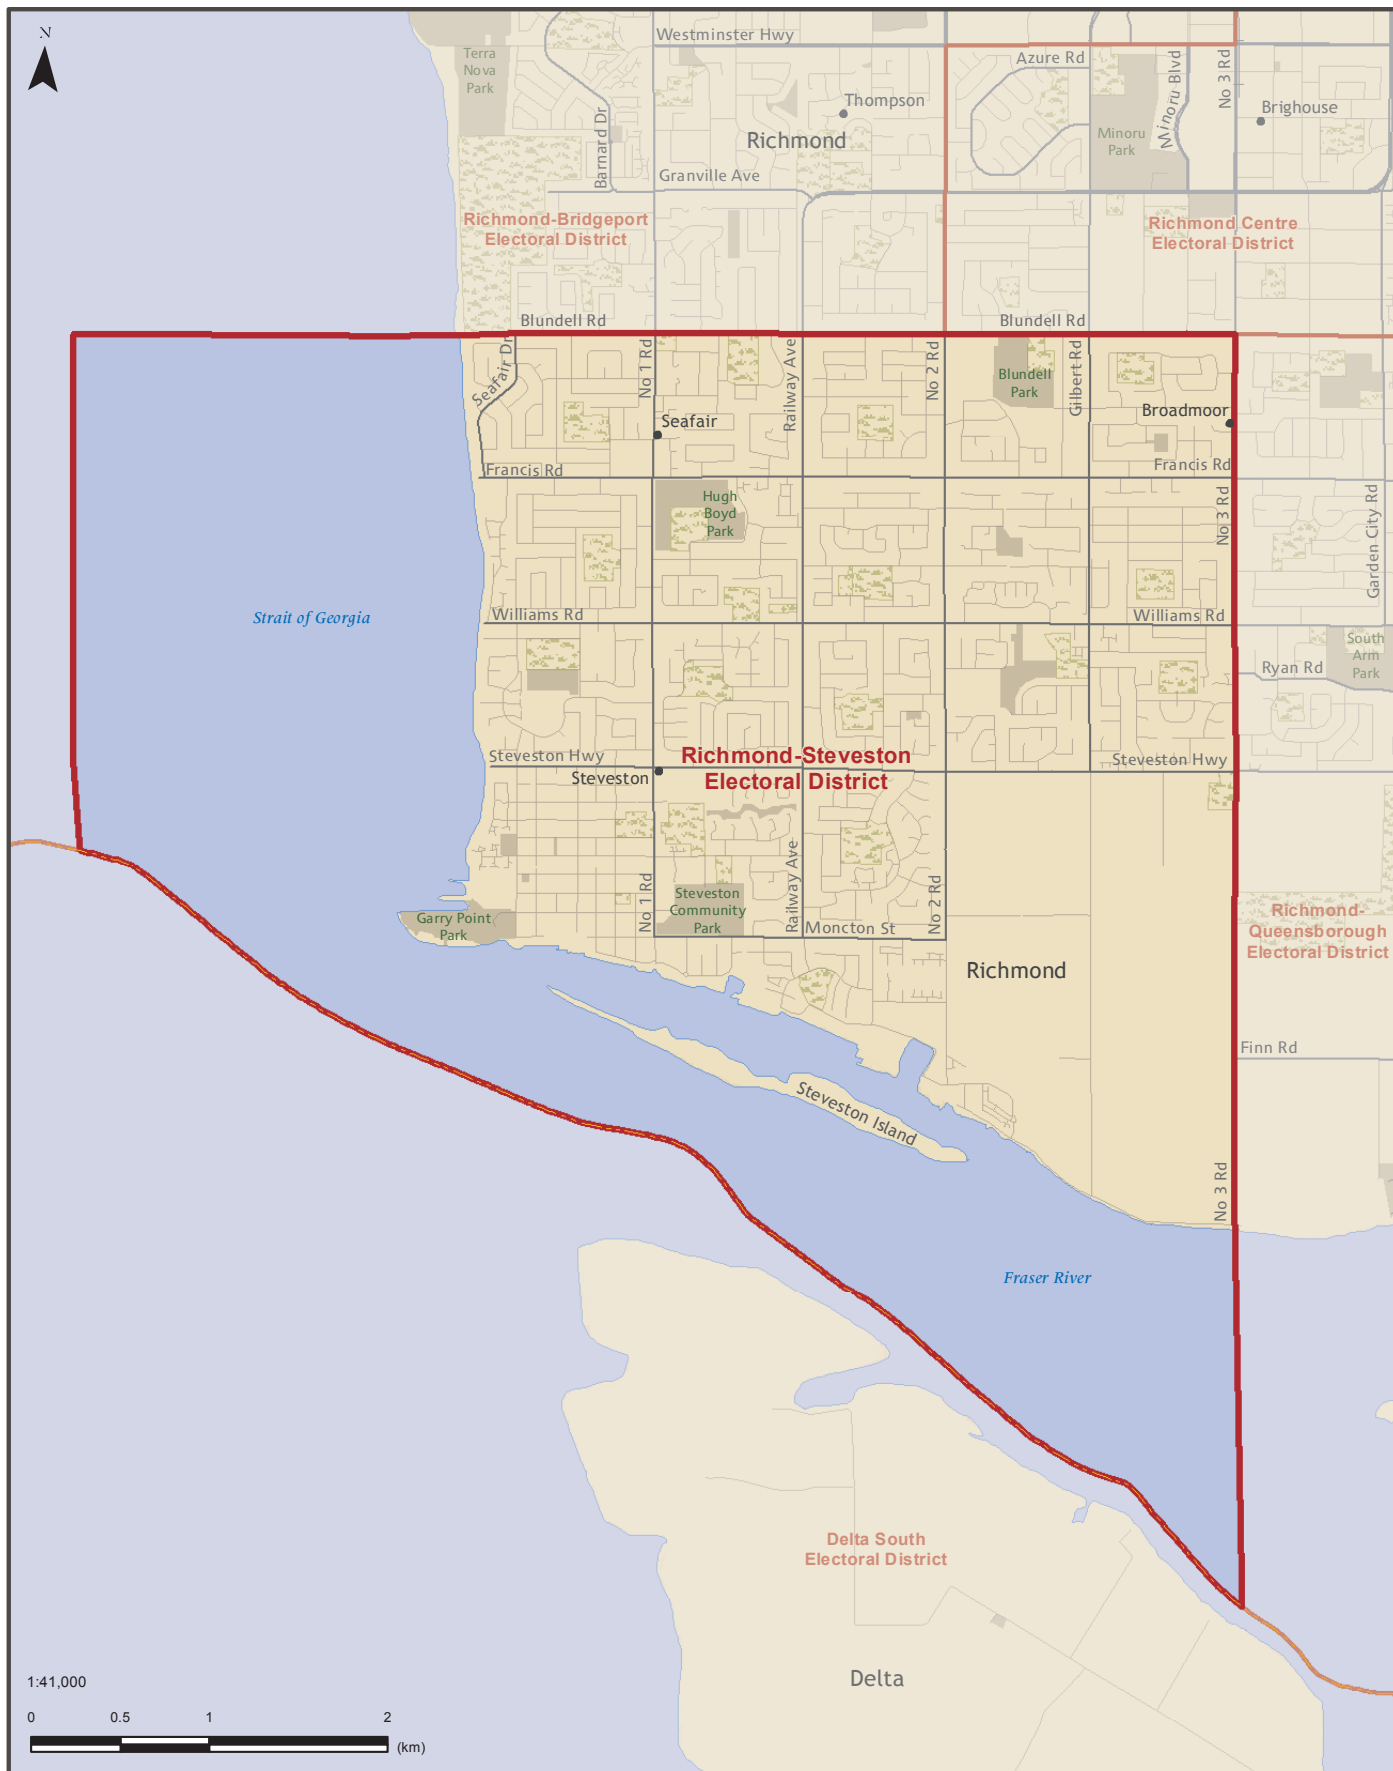 N
Westminster Hwy
Terra
Nova
Park
Azure Rd
Minoru Blvd
No 3 Rd
Thompson
Brighouse
Barnard Dr
Richmond
Minoru
Park
Granville Ave
Richmond-Bridgeport
Electoral District
Richmond Centre
Electoral District
Blundell Rd
Blundell Rd
Seafair Dr
No 1 Rd
Railway Ave
No 2 Rd
Blundell
Park
Gilbert Rd
Broadmoor
Seafair
Francis Rd
Francis Rd
Hugh
Boyd
Park
No 3 Rd
Garden City Rd
Strait of Georgia
Williams Rd
Williams Rd
South
Arm
Park
Ryan Rd
Steveston Hwy
Richmond-Steveston
Electoral District
Steveston Hwy
Steveston
No 1 Rd
Steveston
Community
Park
Railway Ave
Moncton St
No 2 Rd
Garry Point
Park
Richmond-
Queensborough
Electoral District
Richmond
Finn Rd
Steveston Island
No 3 Rd
Fraser River
Delta South
Electoral District
Delta
1:41,000
0 0.5 1 2
(km)